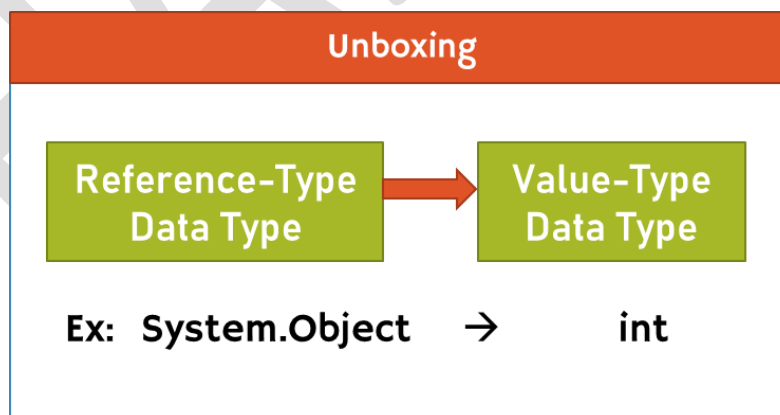 Unboxing
Reference-Type Value-Type
Data Type Data Type
Ex: System.Object → int